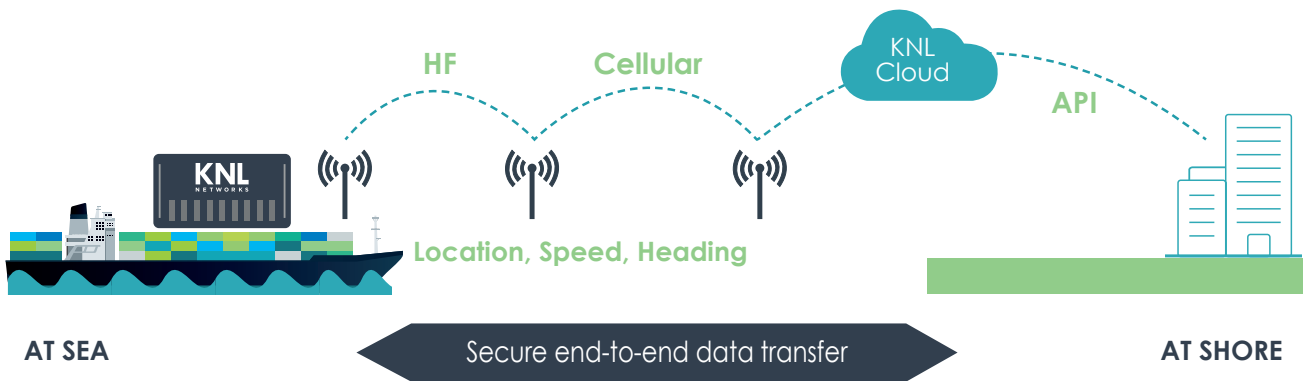 HF
Cellular
KNL
Cloud
API
KNL
NETWORKS
Location, Speed, Heading
AT SEA
Secure end-to-end data transfer
AT SHORE